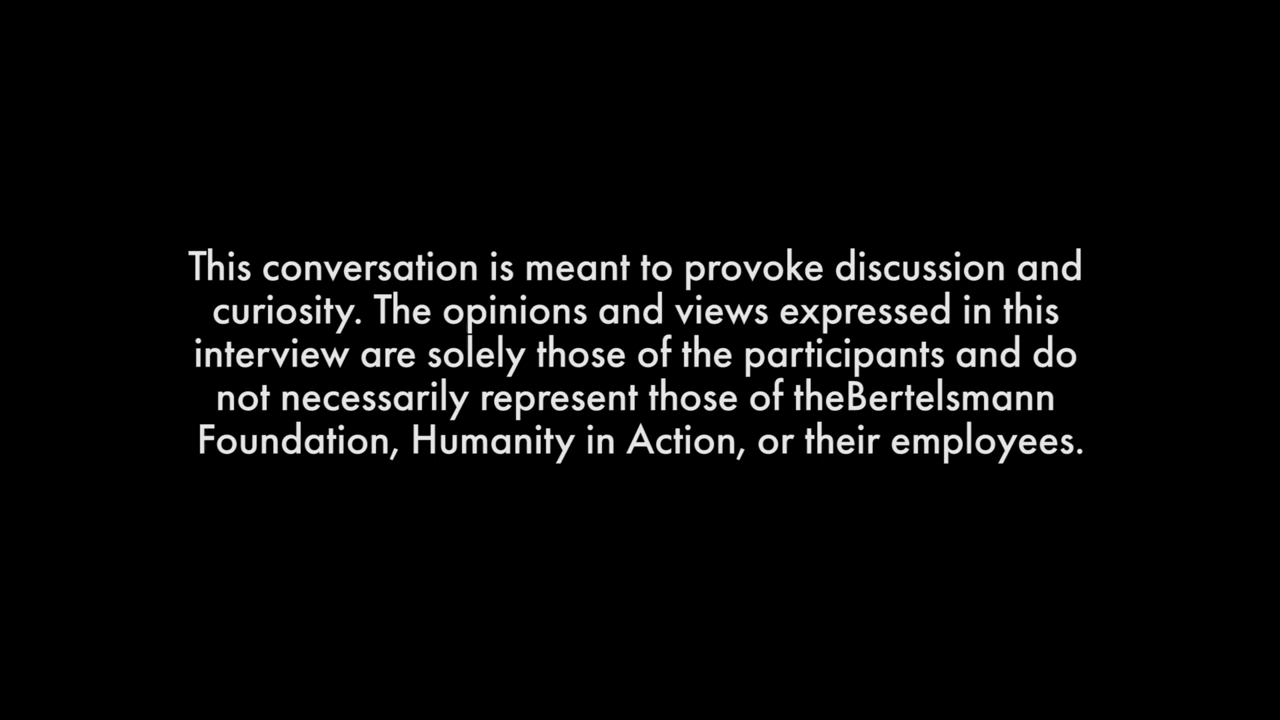 This conversation is meant to provoke discussion and
curiosity. The opinions and views expressed in this
interview are solely those of the participants and do
not necessarily represent those of theBertelsmann
Foundation, Humanity in Action, or their employees.